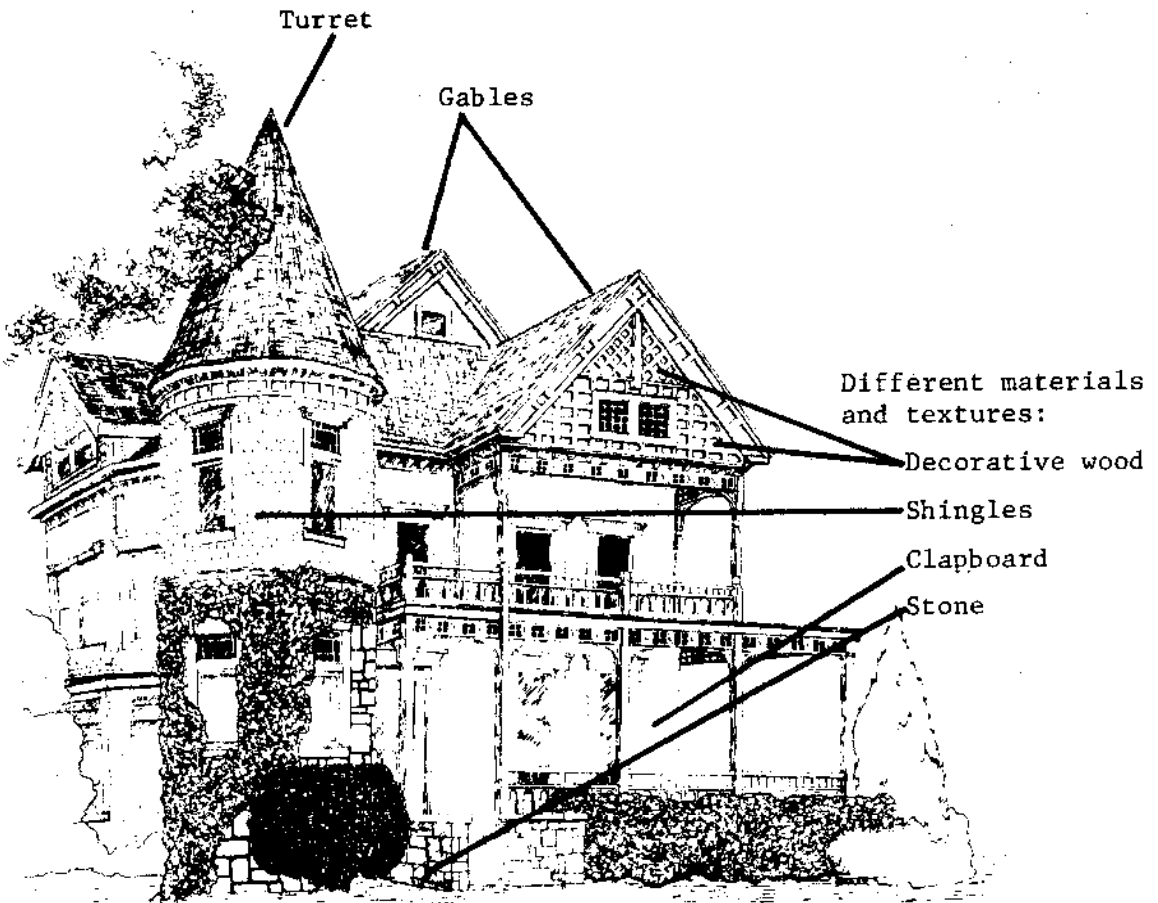 Turret
Gables
Different materials
and textures:
Decorative wood
Shingles
Clapboard
Stone